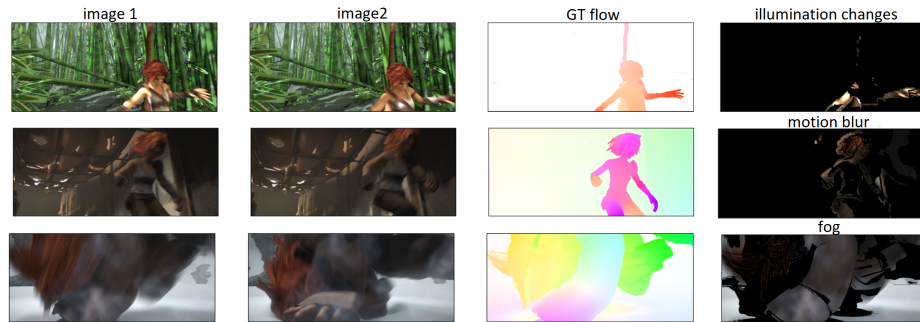 image 1
image2
GT flow
illumination changes
motion blur
fog